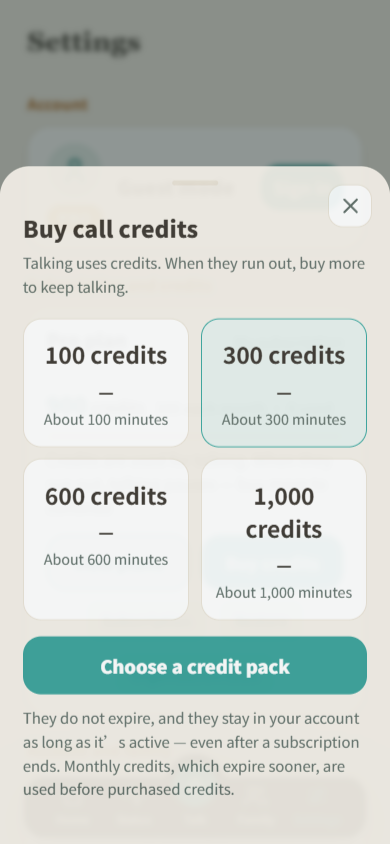 Settings
Account
Buy call credits
Talking uses credits. When they run out, buy more
to keep talking.
100 credits
—
About 100 minutes
300 credits
—
About 300 minutes
600 credits
—
About 600 minutes
1,000
credits
—
About 1,000 minutes
Choose a credit pack
They do not expire, and they stay in your account
as long as it’s active — even after a subscription
ends. Monthly credits, which expire sooner, are
used before purchased credits.